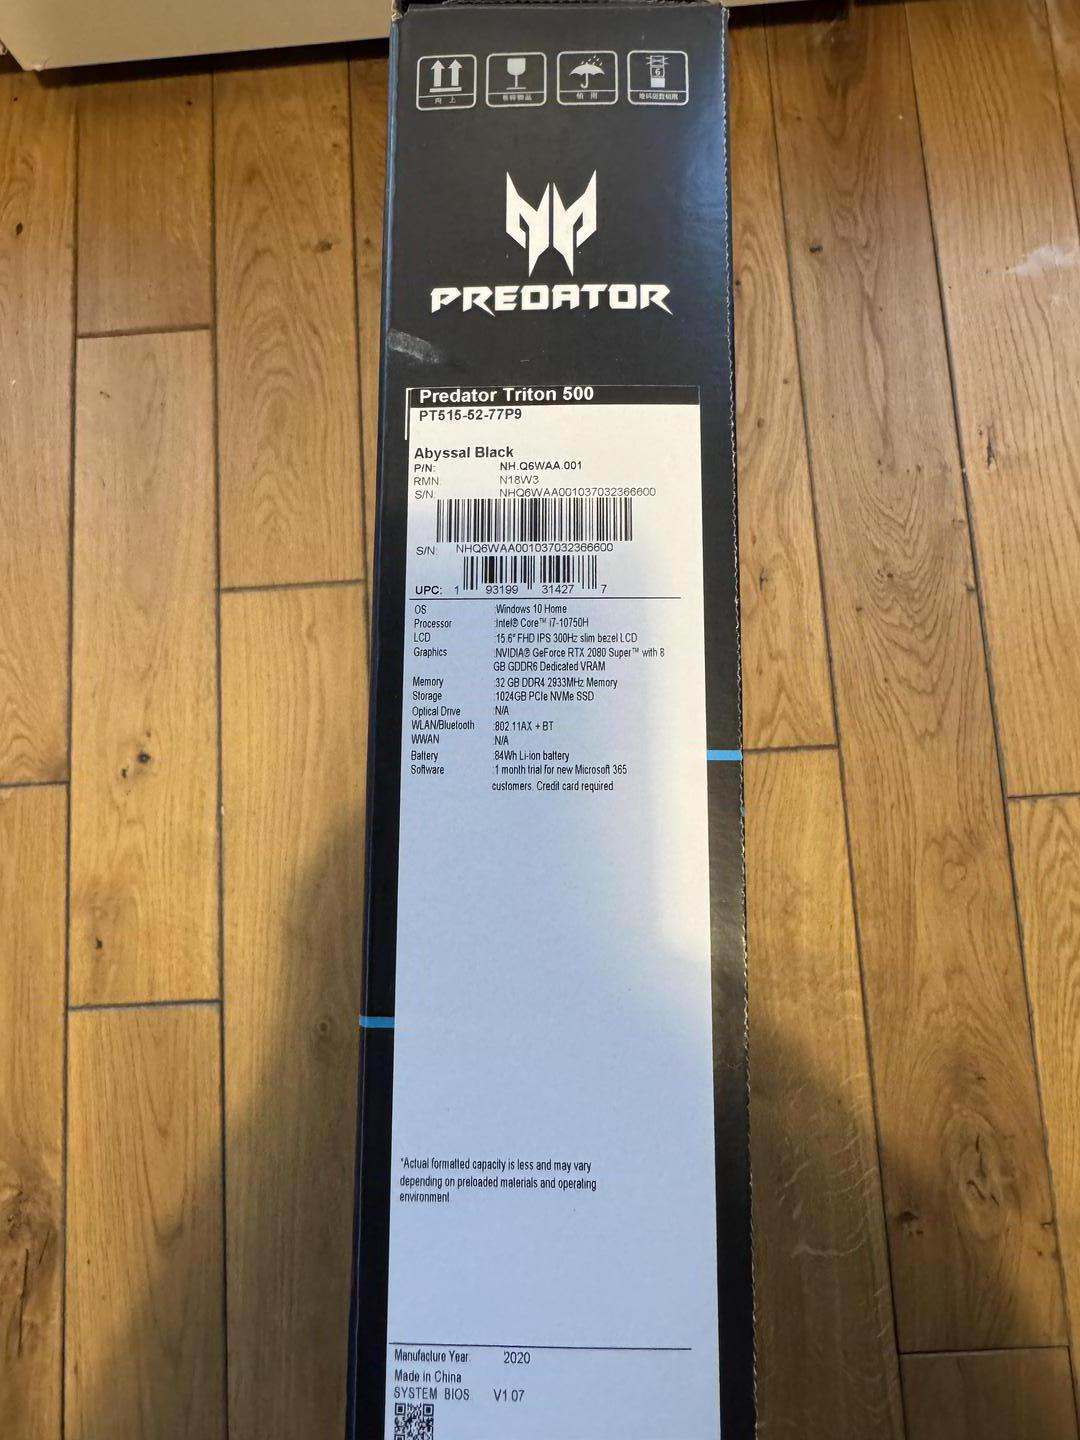 向 上
怕 雨
PREDATOR
Predator Triton 500
PT515-52-77P9
Abyssal Black
P/N: NH.Q6WAA.001
RMN: N18W3
S/N: NHQ6WAA001037032366600
S/N: NHQ6WAA001037032366600
UPC: 1 93199 31427 7
OS :Windows 10 Home
Processor :Intel® Core™ i7-10750H
LCD :15.6" FHD IPS 300Hz slim bezel LCD
Graphics :NVIDIA® GeForce RTX 2080 Super™ with 8
GB GDDR6 Dedicated VRAM
Memory :32 GB DDR4 2933MHz Memory
Storage :1024GB PCIe NVMe SSD
Optical Drive :N/A
WLAN/Bluetooth :802.11AX + BT
WWAN :N/A
Battery :84Wh Li-ion battery
Software :1 month trial for new Microsoft 365
customers. Credit card required
*Actual formatted capacity is less and may vary
depending on preloaded materials and operating
environment
Manufacture Year: 2020
Made in China
SYSTEM BIOS: V1.07